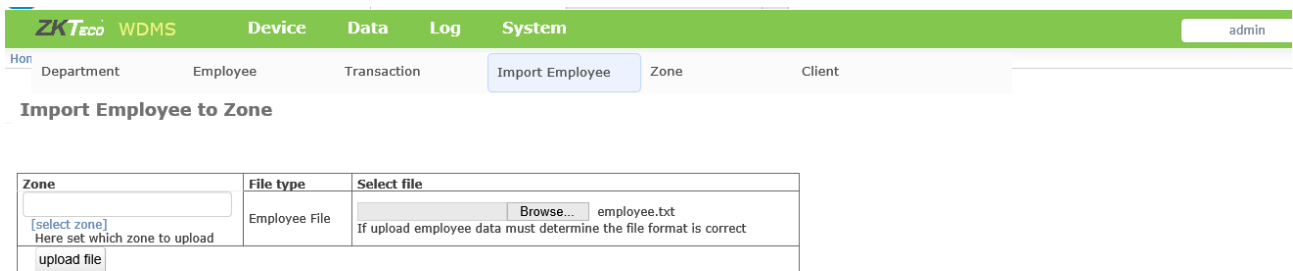 ZKTECO WDMS Device Data Log System admin
Hon
Department Employee Transaction Import Employee Zone Client
Import Employee to Zone
Zone File type Select file
Employee File Browse... employee.txt
[select zone] If upload employee data must determine the file format is correct
Here set which zone to upload
upload file